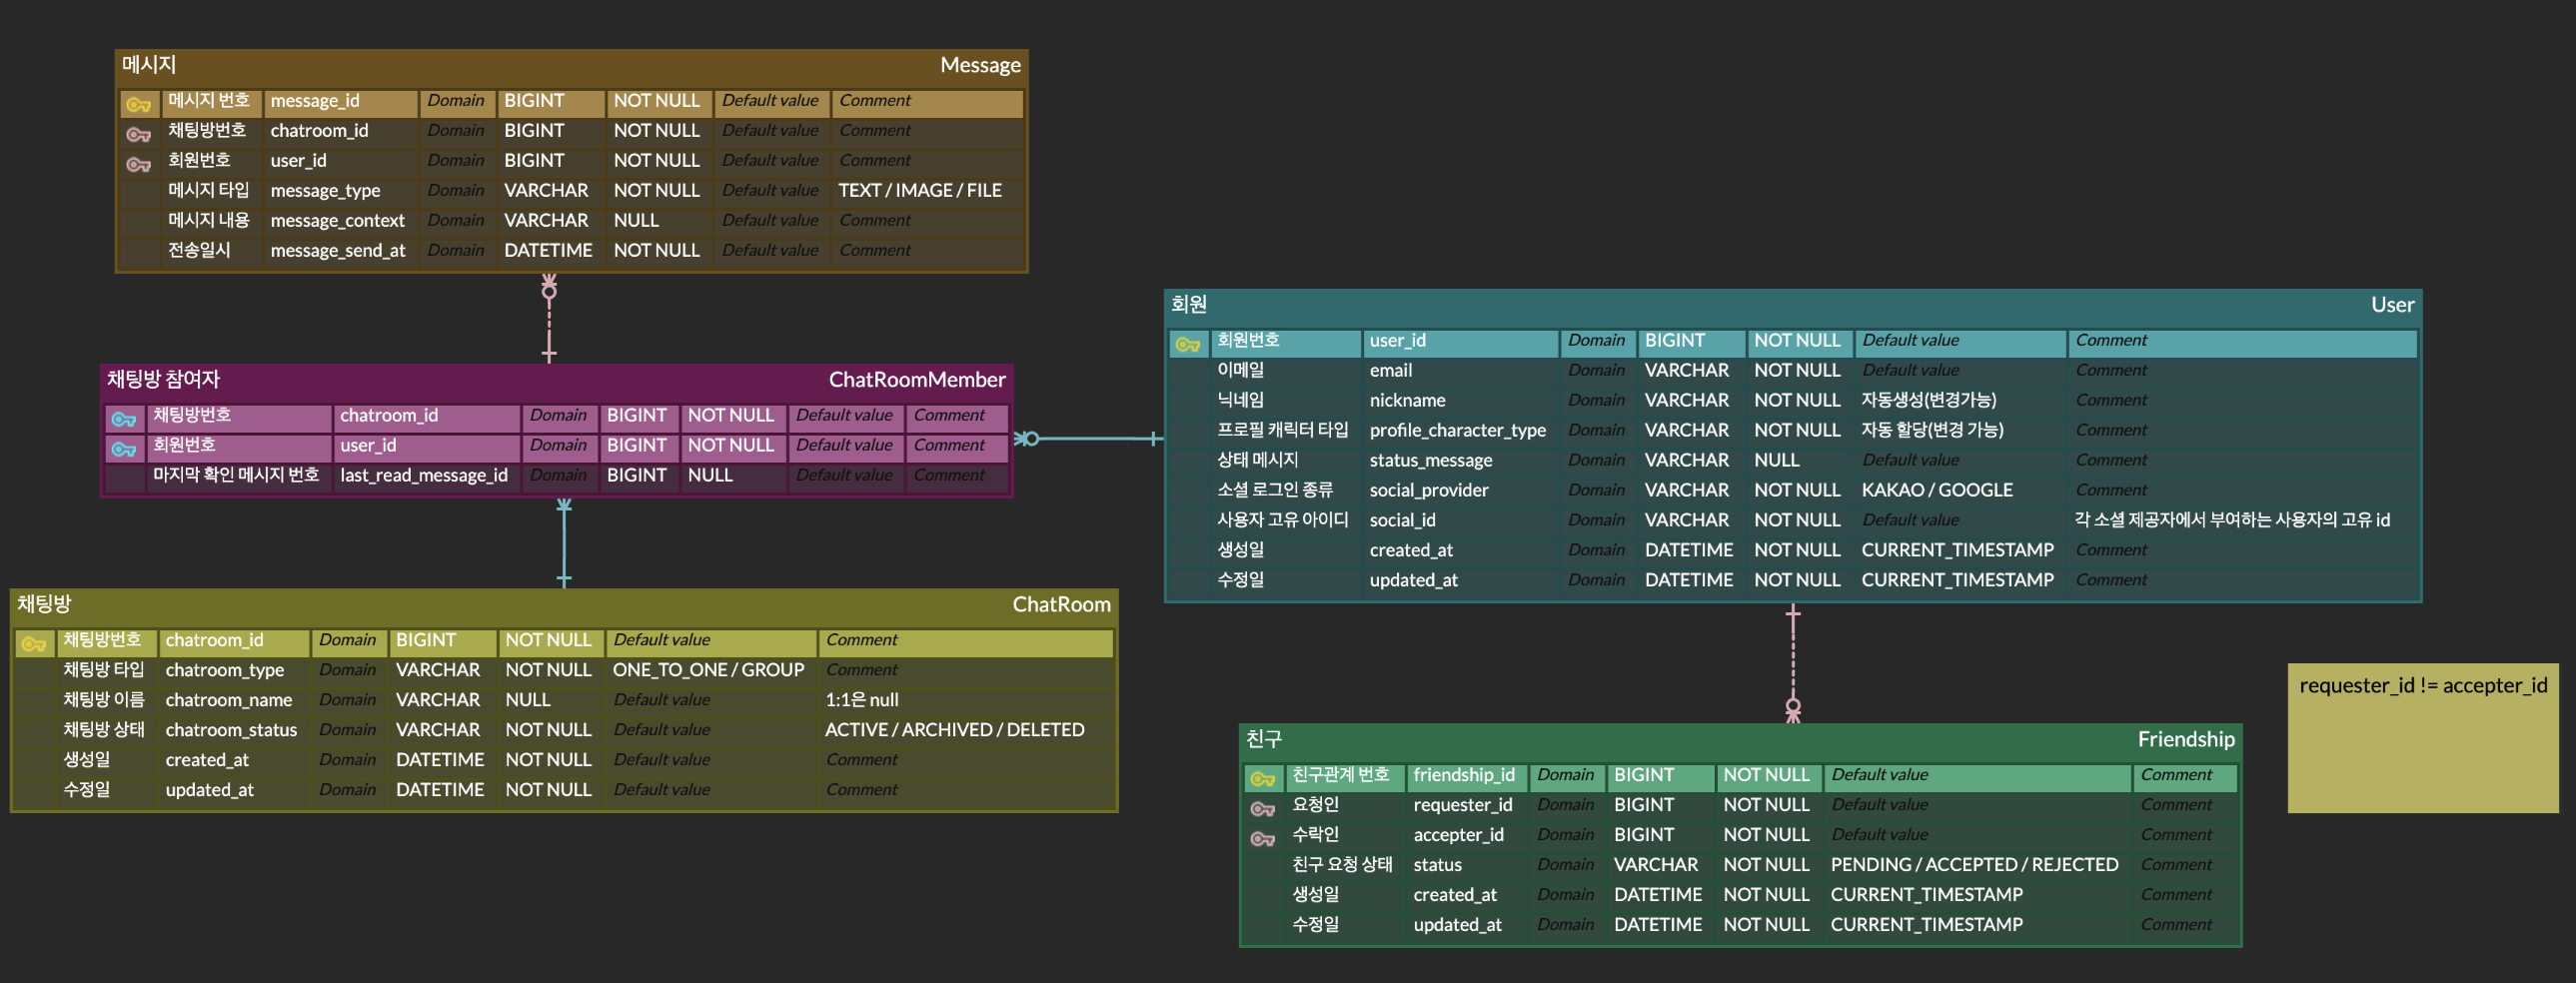 메시지 Message
메시지 번호 message_id Domain BIGINT NOT NULL Default value Comment
채팅방번호 chatroom_id Domain BIGINT NOT NULL Default value Comment
회원번호 user_id Domain BIGINT NOT NULL Default value Comment
메시지 타입 message_type Domain VARCHAR NOT NULL Default value TEXT / IMAGE / FILE
메시지 내용 message_context Domain VARCHAR NULL Default value Comment
전송일시 message_send_at Domain DATETIME NOT NULL Default value Comment
채팅방 참여자 ChatRoomMember
채팅방번호 chatroom_id Domain BIGINT NOT NULL Default value Comment
회원번호 user_id Domain BIGINT NOT NULL Default value Comment
마지막 확인 메시지 번호 last_read_message_id Domain BIGINT NULL Default value Comment
회원 User
회원번호 user_id Domain BIGINT NOT NULL Default value Comment
이메일 email Domain VARCHAR NOT NULL Default value Comment
닉네임 nickname Domain VARCHAR NOT NULL 자동생성(변경가능) Comment
프로필 캐릭터 타입 profile_character_type Domain VARCHAR NOT NULL 자동 할당(변경 가능) Comment
상태 메시지 status_message Domain VARCHAR NULL Default value Comment
소셜 로그인 종류 social_provider Domain VARCHAR NOT NULL KAKAO / GOOGLE Comment
사용자 고유 아이디 social_id Domain VARCHAR NOT NULL Default value 각 소셜 제공자에서 부여하는 사용자의 고유 id
생성일 created_at Domain DATETIME NOT NULL CURRENT_TIMESTAMP Comment
수정일 updated_at Domain DATETIME NOT NULL CURRENT_TIMESTAMP Comment
채팅방 ChatRoom
채팅방번호 chatroom_id Domain BIGINT NOT NULL Default value Comment
채팅방 타입 chatroom_type Domain VARCHAR NOT NULL ONE_TO_ONE / GROUP Comment
채팅방 이름 chatroom_name Domain VARCHAR NULL Default value 1:1은 null
채팅방 상태 chatroom_status Domain VARCHAR NOT NULL Default value ACTIVE / ARCHIVED / DELETED
생성일 created_at Domain DATETIME NOT NULL Default value Comment
수정일 updated_at Domain DATETIME NOT NULL Default value Comment
친구 Friendship
친구관계 번호 friendship_id Domain BIGINT NOT NULL Default value Comment
요청인 requester_id Domain BIGINT NOT NULL Default value Comment
수락인 accepter_id Domain BIGINT NOT NULL Default value Comment
친구 요청 상태 status Domain VARCHAR NOT NULL PENDING / ACCEPTED / REJECTED Comment
생성일 created_at Domain DATETIME NOT NULL CURRENT_TIMESTAMP Comment
수정일 updated_at Domain DATETIME NOT NULL CURRENT_TIMESTAMP Comment
requester_id != accepter_id